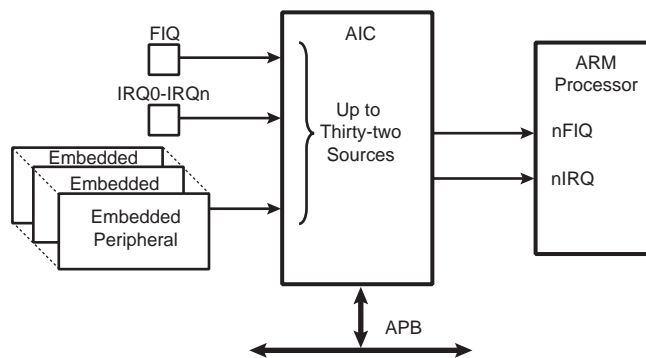 FIQ
IRQ0-IRQn
Embedded
Embedded
Embedded
Peripheral
AIC
Up to
Thirty-two
Sources
ARM
Processor
nFIQ
nIRQ
APB